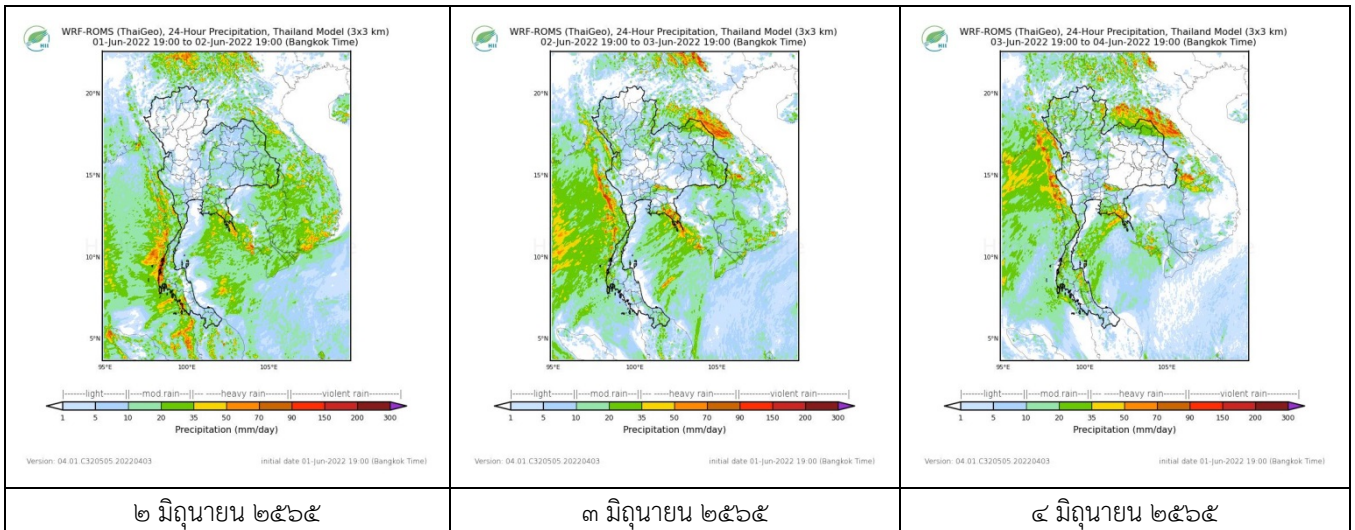 WRF-ROMS (ThaiGeo), 24-Hour Precipitation, Thailand Model (3x3 km)
01-Jun-2022 19:00 to 02-Jun-2022 19:00 (Bangkok Time)
20°N
15°N
10°N
5°N
95°E 100°E 105°E
|-------light------||---mod.rain---||--- ---heavy rain---- ---||--------violent rain---------|
1 5 10 20 35 50 70 90 150 200 300
Precipitation (mm/day)
Version: 04.01.C320505.20220403 initial date 01-Jun-2022 19:00 (Bangkok Time)
๒ มิถุนายน ๒๕๖๕
WRF-ROMS (ThaiGeo), 24-Hour Precipitation, Thailand Model (3x3 km)
02-Jun-2022 19:00 to 03-Jun-2022 19:00 (Bangkok Time)
20°N
15°N
10°N
5°N
95°E 100°E 105°E
|-------light------||---mod.rain---||--- ---heavy rain---- ---||--------violent rain---------|
1 5 10 20 35 50 70 90 150 200 300
Precipitation (mm/day)
Version: 04.01.C320505.20220403 initial date 01-Jun-2022 19:00 (Bangkok Time)
๓ มิถุนายน ๒๕๖๕
WRF-ROMS (ThaiGeo), 24-Hour Precipitation, Thailand Model (3x3 km)
03-Jun-2022 19:00 to 04-Jun-2022 19:00 (Bangkok Time)
20°N
15°N
10°N
5°N
95°E 100°E 105°E
|-------light------||---mod.rain---||--- ---heavy rain---- ---||--------violent rain---------|
1 5 10 20 35 50 70 90 150 200 300
Precipitation (mm/day)
Version: 04.01.C320505.20220403 initial date 01-Jun-2022 19:00 (Bangkok Time)
๔ มิถุนายน ๒๕๖๕